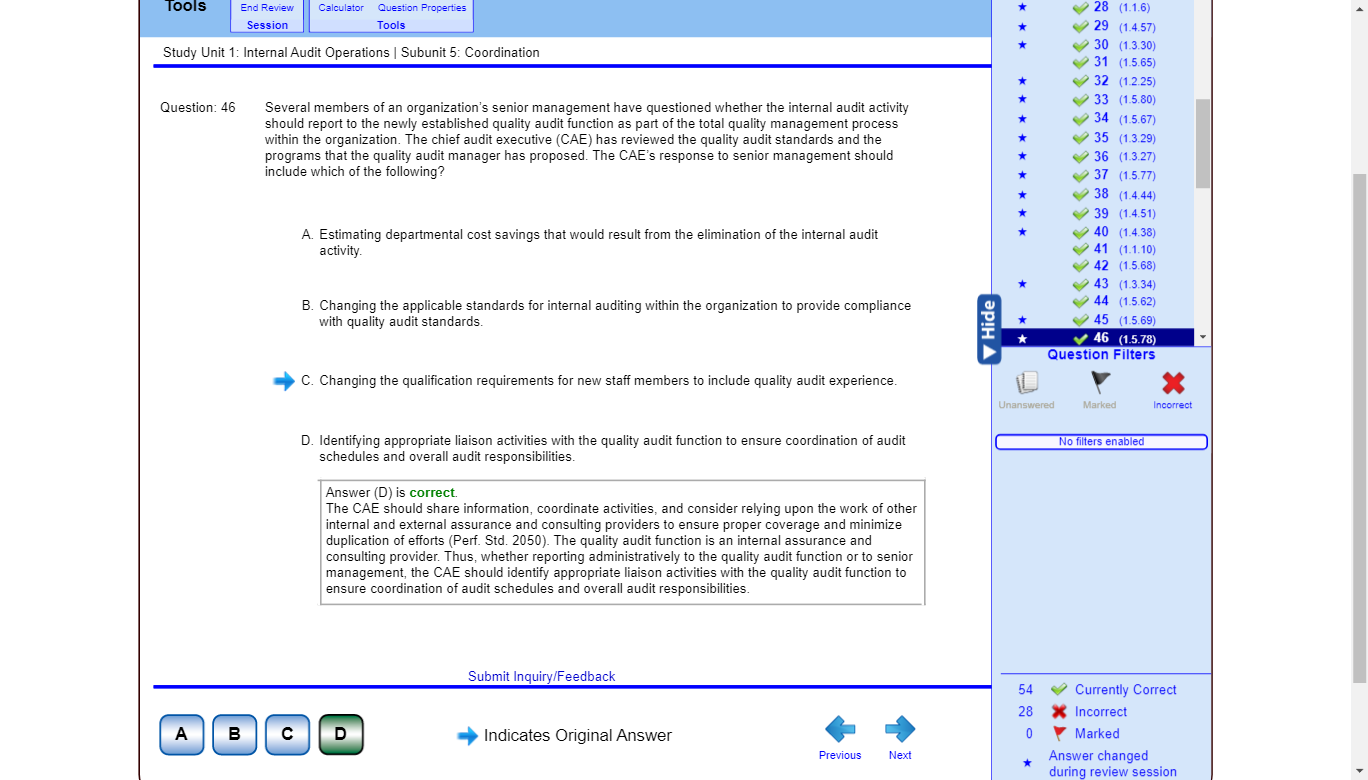 Tools
End Review
Session
Calculator Question Properties
Tools
Study Unit 1: Internal Audit Operations | Subunit 5: Coordination
Question: 46
Several members of an organization's senior management have questioned whether the internal audit activity
should report to the newly established quality audit function as part of the total quality management process
within the organization. The chief audit executive (CAE) has reviewed the quality audit standards and the
programs that the quality audit manager has proposed. The CAE's response to senior management should
include which of the following?
A. Estimating departmental cost savings that would result from the elimination of the internal audit
activity.
B. Changing the applicable standards for internal auditing within the organization to provide compliance
with quality audit standards.
C. Changing the qualification requirements for new staff members to include quality audit experience.
D. Identifying appropriate liaison activities with the quality audit function to ensure coordination of audit
schedules and overall audit responsibilities.
Answer (D) is correct.
The CAE should share information, coordinate activities, and consider relying upon the work of other
internal and external assurance and consulting providers to ensure proper coverage and minimize
duplication of efforts (Perf. Std. 2050). The quality audit function is an internal assurance and
consulting provider. Thus, whether reporting administratively to the quality audit function or to senior
management, the CAE should identify appropriate liaison activities with the quality audit function to
ensure coordination of audit schedules and overall audit responsibilities.
Submit Inquiry/Feedback
A B C D
Indicates Original Answer
Previous
Next
28 (1.1.6)
29 (1.4.57)
30 (1.3.30)
31 (1.5.65)
32 (1.2.25)
33 (1.5.80)
34 (1.5.67)
35 (1.3.29)
36 (1.3.27)
37 (1.5.77)
38 (1.4.44)
39 (1.4.51)
40 (1.4.38)
41 (1.1.10)
42 (1.5.68)
43 (1.3.34)
44 (1.5.62)
45 (1.5.69)
46 (1.5.78)
Hide
Question Filters
Unanswered
Marked
Incorrect
No filters enabled
54 Currently Correct
28 Incorrect
0 Marked
Answer changed
during review session